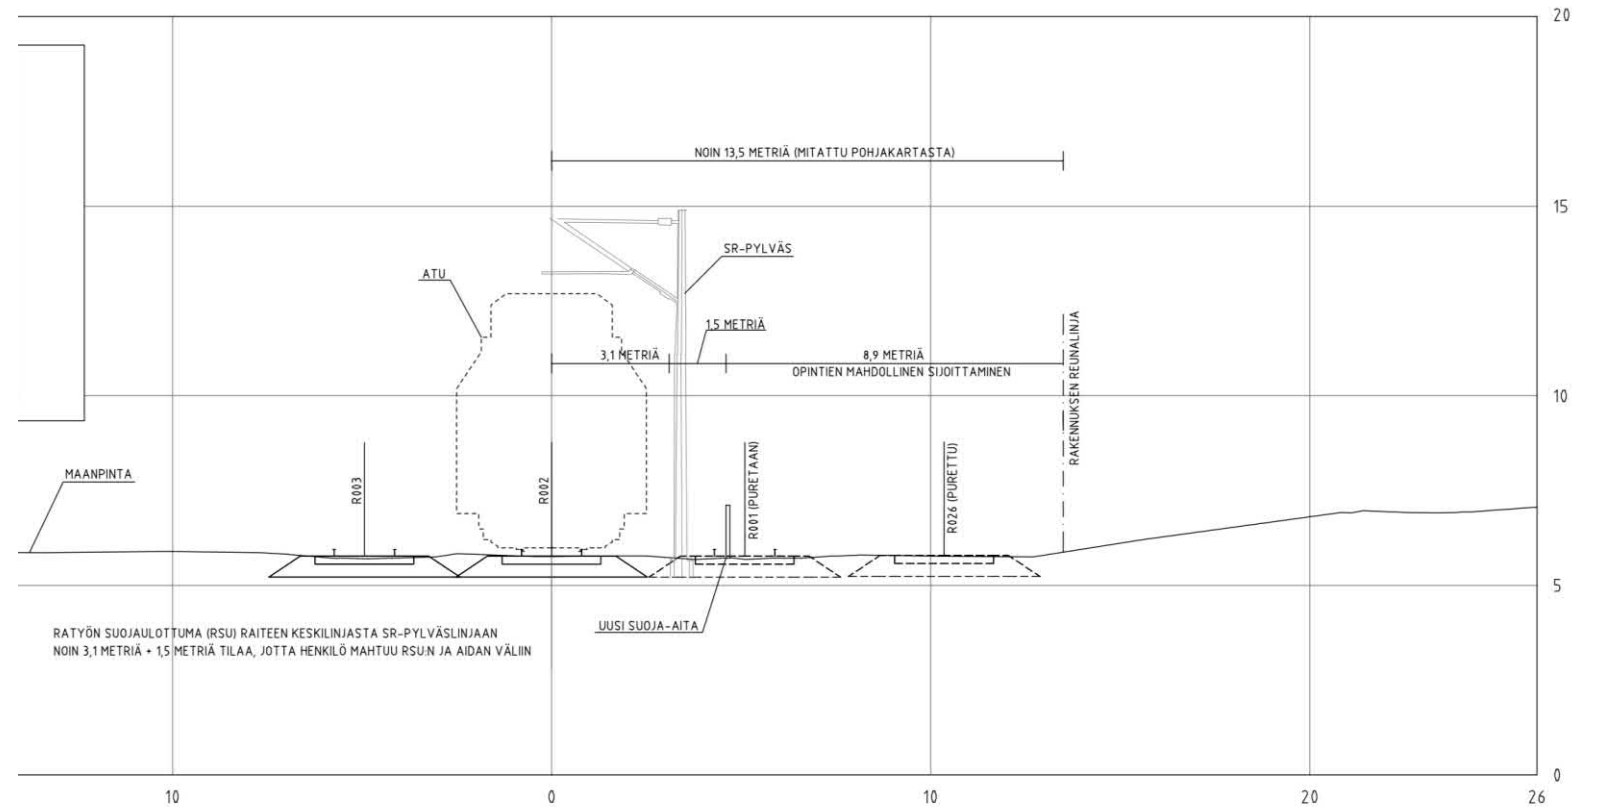 20
NOIN 13,5 METRIÄ (MITATTU POHJAKARTASTA)
15
SR-PYLVÄS
ATU
1,5 METRIÄ
3,1 METRIÄ
8,9 METRIÄ
OPINTIEN MAHDOLLINEN SIJOITTAMINEN
RAKENNUKSEN REUNALINJA
10
MAANPINTA
R003
R002
R001 (PURETAAN)
R026 (PURETTU)
5
UUSI SUOJA-AITA
RATYÖN SUOJAULOTTUMA (RSU) RAITEEN KESKILINJASTA SR-PYLVÄSLINJAAN
NOIN 3,1 METRIÄ + 1,5 METRIÄ TILAA, JOTTA HENKILÖ MAHTUU RSU:N JA AIDAN VÄLIIN
0
10
0
10
20
26